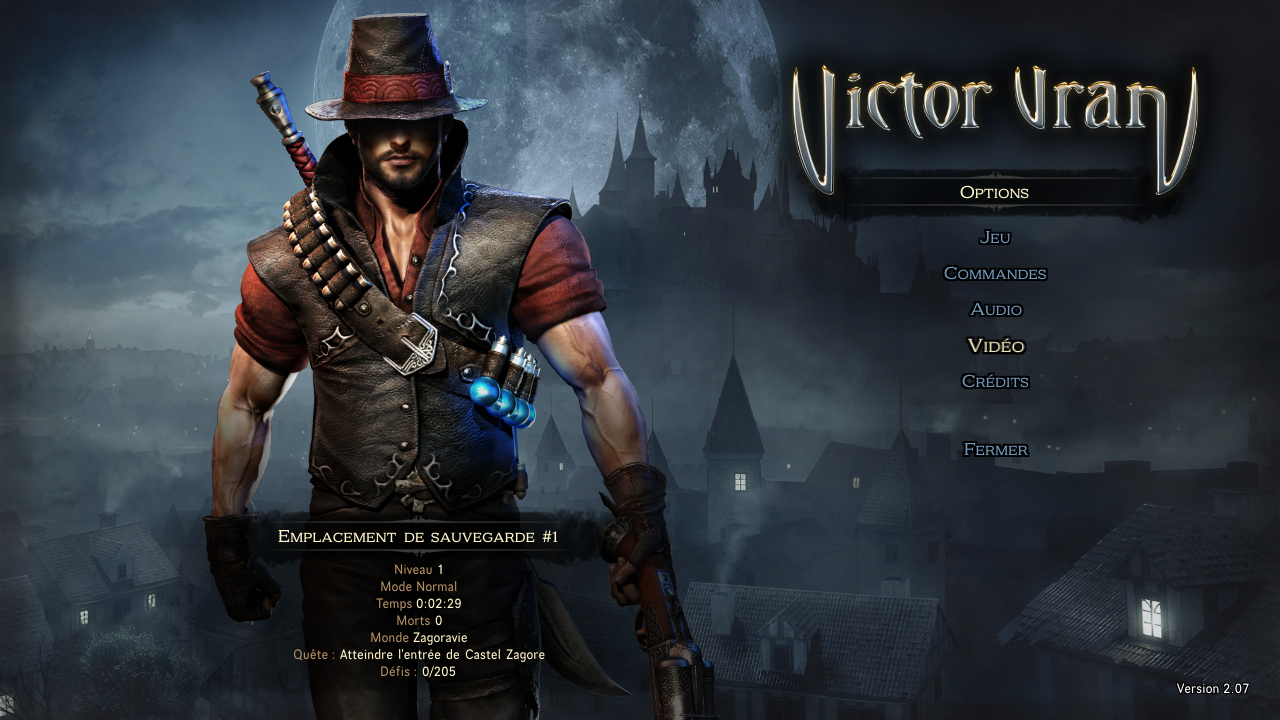 Victor Vran
Options
Jeu
Commandes
Audio
Vidéo
Crédits
Fermer
Emplacement de sauvegarde #1
Niveau 1
Mode Normal
Temps 0:02:29
Morts 0
Monde Zagoravie
Quête : Atteindre l'entrée de Castel Zagore
Défis : 0/205
Version 2.07